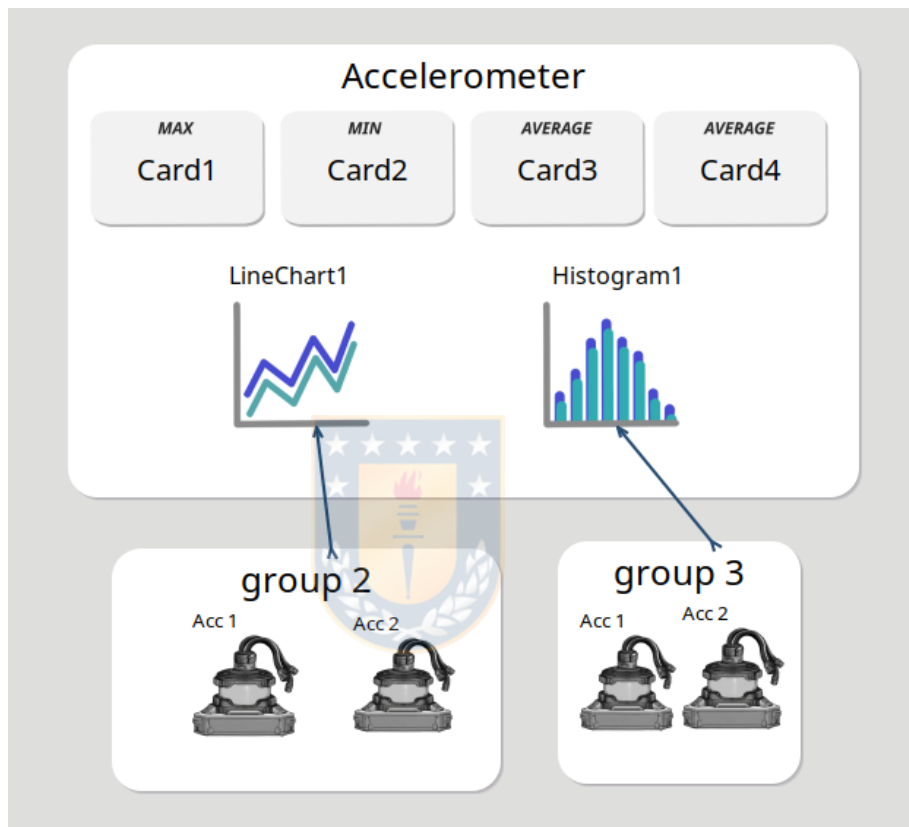 Accelerometer
MAX
Card1
MIN
Card2
AVERAGE
Card3
AVERAGE
Card4
LineChart1
Histogram1
group 2
Acc 1
Acc 2
group 3
Acc 1
Acc 2